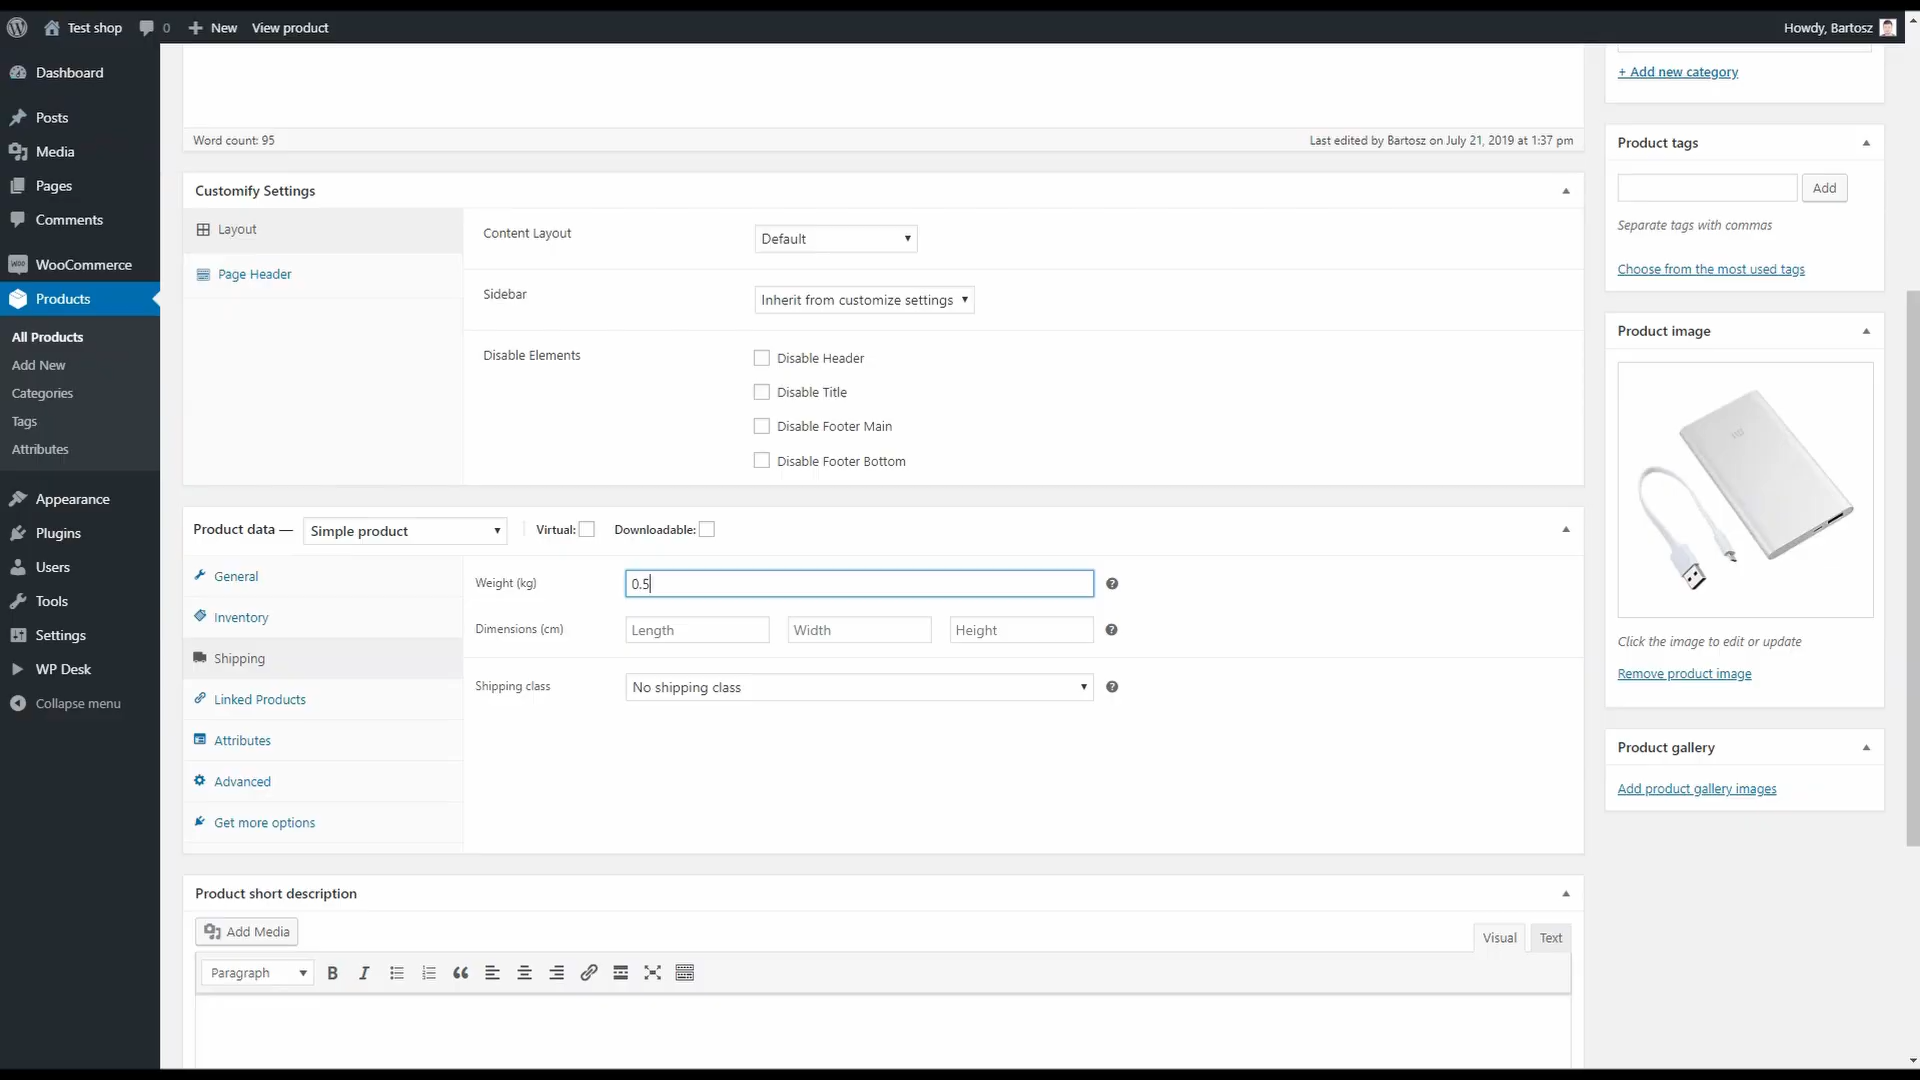 Test shop
0
New
View product
Howdy, Bartosz
Dashboard
Posts
Media
Pages
Comments
WOO
WooCommerce
Products
All Products
Add New
Categories
Tags
Attributes
Appearance
Plugins
Users
Tools
Settings
WP Desk
Collapse menu
Word count: 95
Last edited by Bartosz on July 21, 2019 at 1:37 pm
Customify Settings
Layout
Page Header
Content Layout
Default
Sidebar
Inherit from customize settings
Disable Elements
Disable Header
Disable Title
Disable Footer Main
Disable Footer Bottom
Product data —
Simple product
Virtual:
Downloadable:
General
Inventory
Shipping
Linked Products
Attributes
Advanced
Get more options
Weight (kg)
0.5
Dimensions (cm)
Length
Width
Height
Shipping class
No shipping class
Product short description
Add Media
Visual
Text
Paragraph
B
I
+ Add new category
Product tags
Add
Separate tags with commas
Choose from the most used tags
Product image
Click the image to edit or update
Remove product image
Product gallery
Add product gallery images